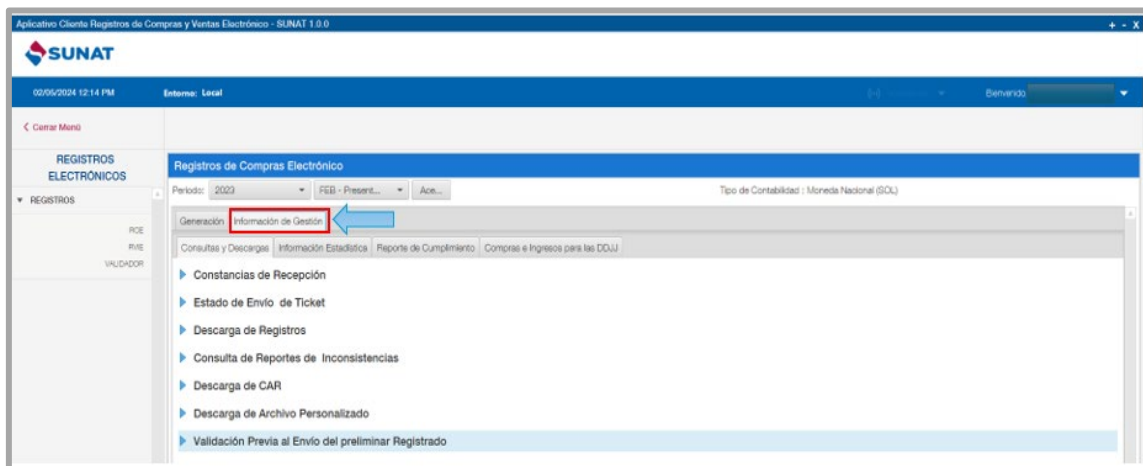 Aplicativo Cliente Registros de Compras y Ventas Electrónico - SUNAT 1.0.0 + - X
SUNAT
02/05/2024 12:14 PM Entorno: Local Bienvenido
Cerrar Menú
REGISTROS ELECTRÓNICOS
REGISTROS
RCE
RVIE
VALIDADOR
Registros de Compras Electrónico
Periodo: 2023 FEB - Present... Ace... Tipo de Contabilidad : Moneda Nacional (SOL)
Generación Información de Gestión
Consultas y Descargas Información Estadística Reporte de Cumplimiento Compras e Ingresos para las DDJJ
Constancias de Recepción
Estado de Envío de Ticket
Descarga de Registros
Consulta de Reportes de Inconsistencias
Descarga de CAR
Descarga de Archivo Personalizado
Validación Previa al Envío del preliminar Registrado